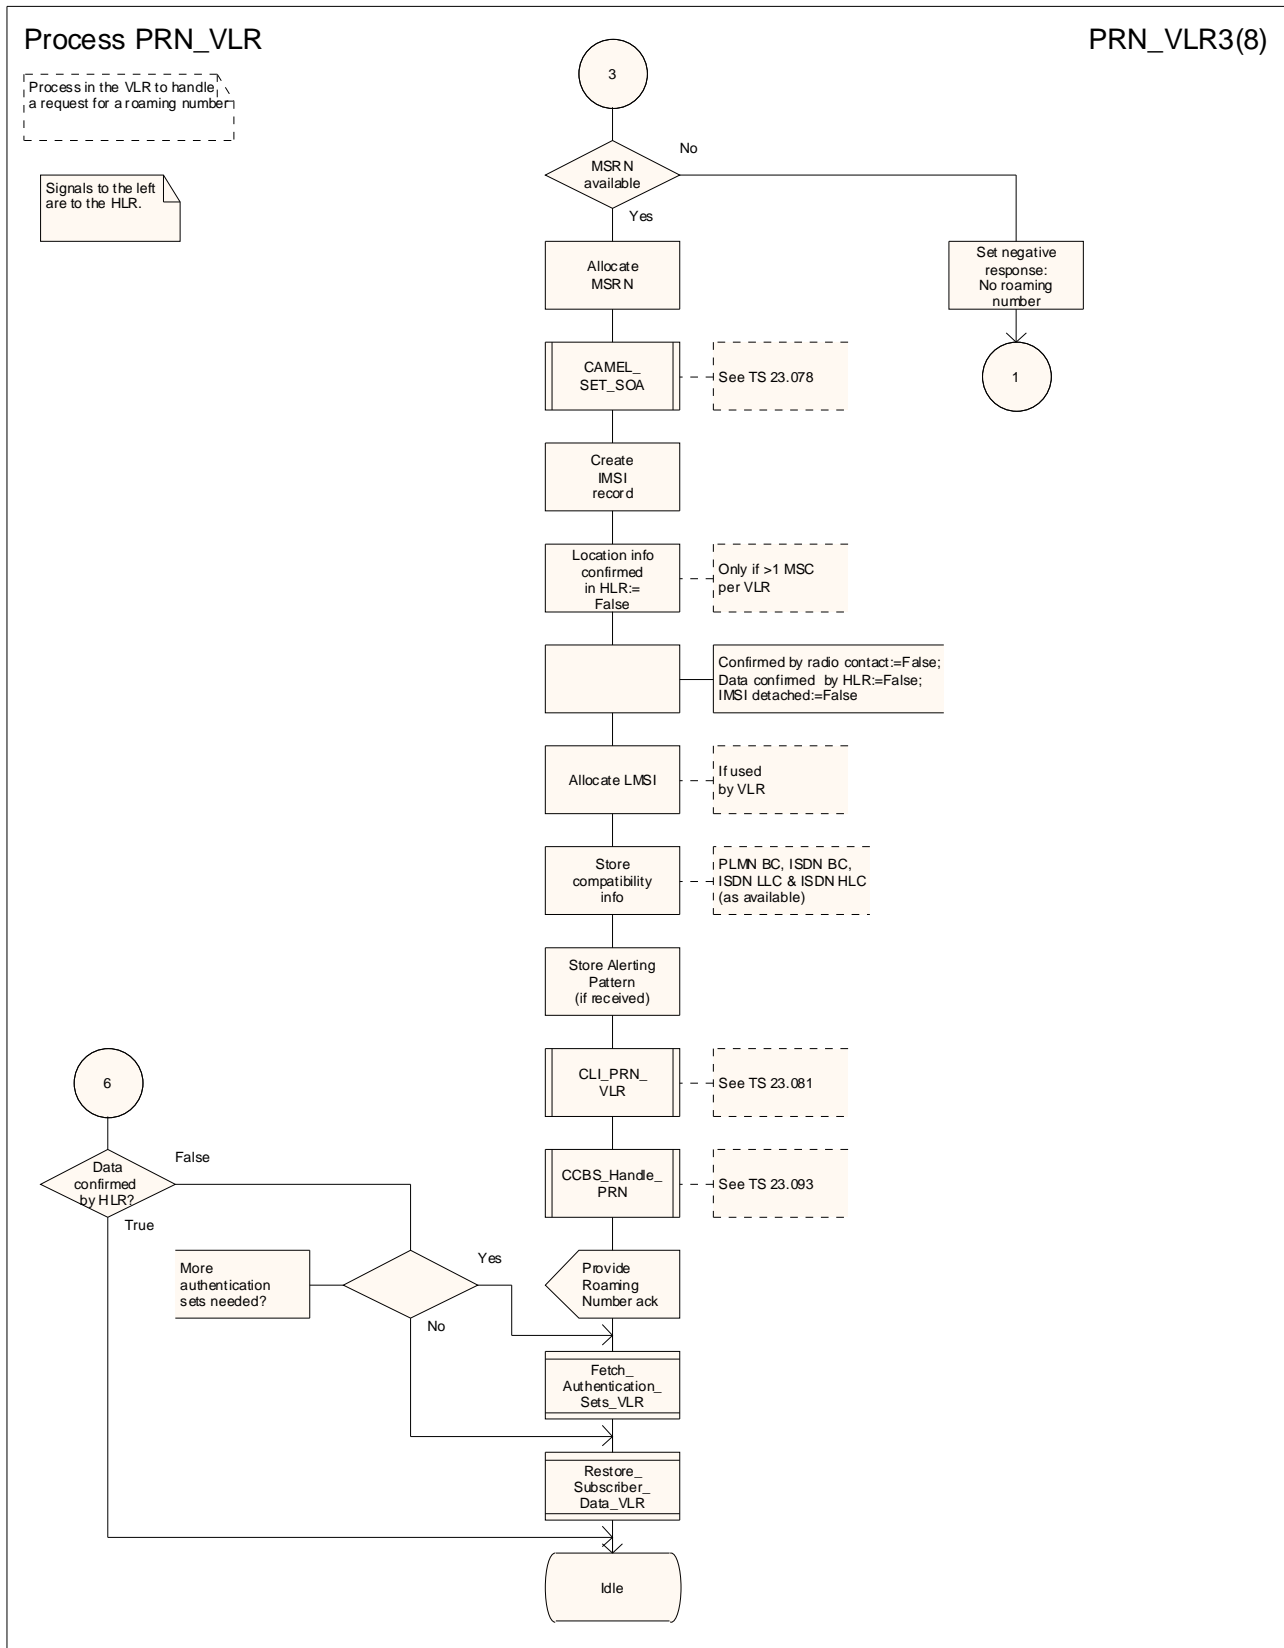 Process PRN_VLR
PRN_VLR3(8)
Process in the VLR to handle
a request for a roaming number
Signals to the left
are to the HLR.
3
MSRN
available
No
Yes
Allocate
MSRN
Set negative
response:
No roaming
number
CAMEL_
SET_SOA
See TS 23.078
1
Create
IMSI
record
Location info
confirmed
in HLR:=
False
Only if >1 MSC
per VLR
Confirmed by radio contact:=False;
Data confirmed by HLR:=False;
IMSI detached:=False
Allocate LMSI
If used
by VLR
Store
compatibility
info
PLMN BC, ISDN BC,
ISDN LLC & ISDN HLC
(as available)
Store Alerting
Pattern
(if received)
6
CLI_PRN_
VLR
See TS 23.081
Data
confirmed
by HLR?
False
True
CCBS_Handle_
PRN
See TS 23.093
More
authentication
sets needed?
Yes
No
Provide
Roaming
Number ack
Fetch_
Authentication_
Sets_VLR
Restore_
Subscriber_
Data_VLR
Idle